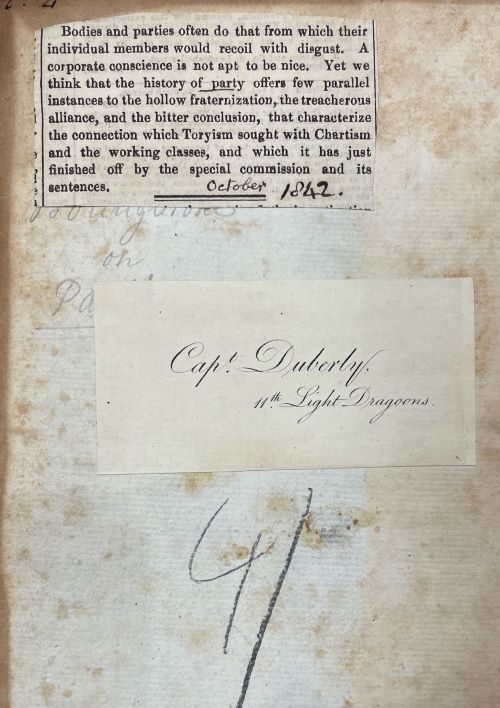 Bodies and parties often do that from which their
individual members would recoil with disgust. A
corporate conscience is not apt to be nice. Yet we
think that the history of party offers few parallel
instances to the hollow fraternization, the treacherous
alliance, and the bitter conclusion, that characterize
the connection which Toryism sought with Chartism
and the working classes, and which it has just
finished off by the special commission and its
sentences.
October 1842.
on
Capt. Duberly.
11th Light Dragoons.